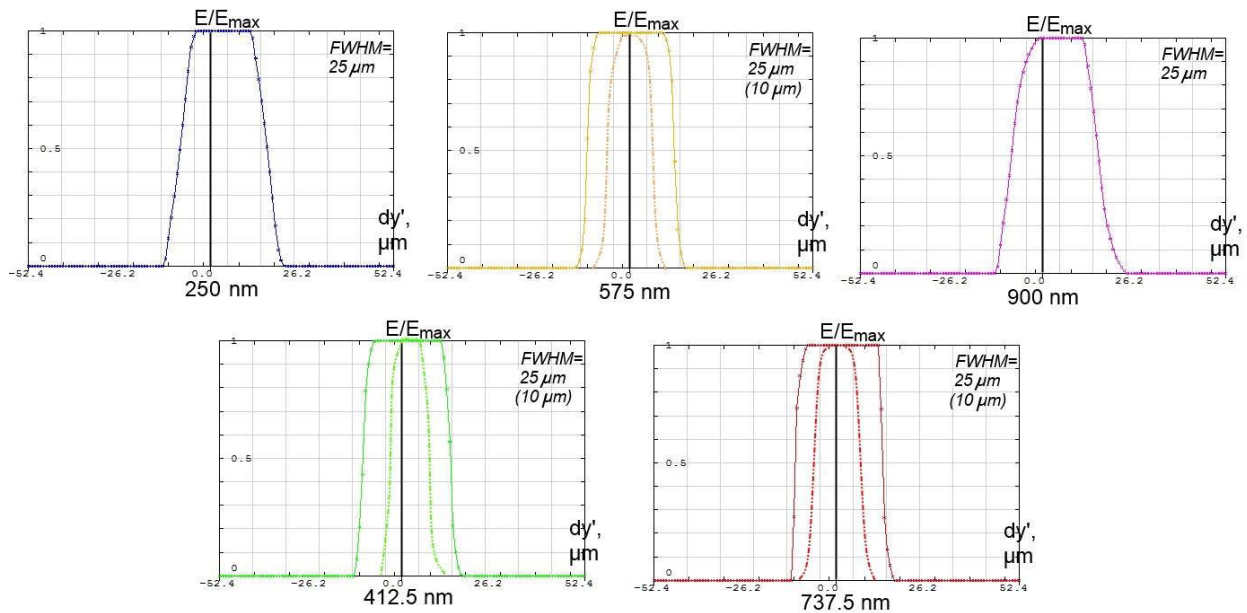 E/Emax
1
FWHM=
25 µm
0.5
dy',
µm
0
-52.4 -26.2 0.0 26.2 52.4
250 nm
E/Emax
1
FWHM=
25 µm
(10 µm)
0.5
dy',
µm
0
-52.4 -26.2 0.0 26.2 52.4
575 nm
E/Emax
1
FWHM=
25 µm
0.5
dy',
µm
0
-52.4 -26.2 0.0 26.2 52.4
900 nm
E/Emax
1
FWHM=
25 µm
(10 µm)
0.5
dy',
µm
0
-52.4 -26.2 0.0 26.2 52.4
412.5 nm
E/Emax
1
FWHM=
25 µm
(10 µm)
0.5
dy',
µm
0
-52.4 -26.2 0.0 26.2 52.4
737.5 nm